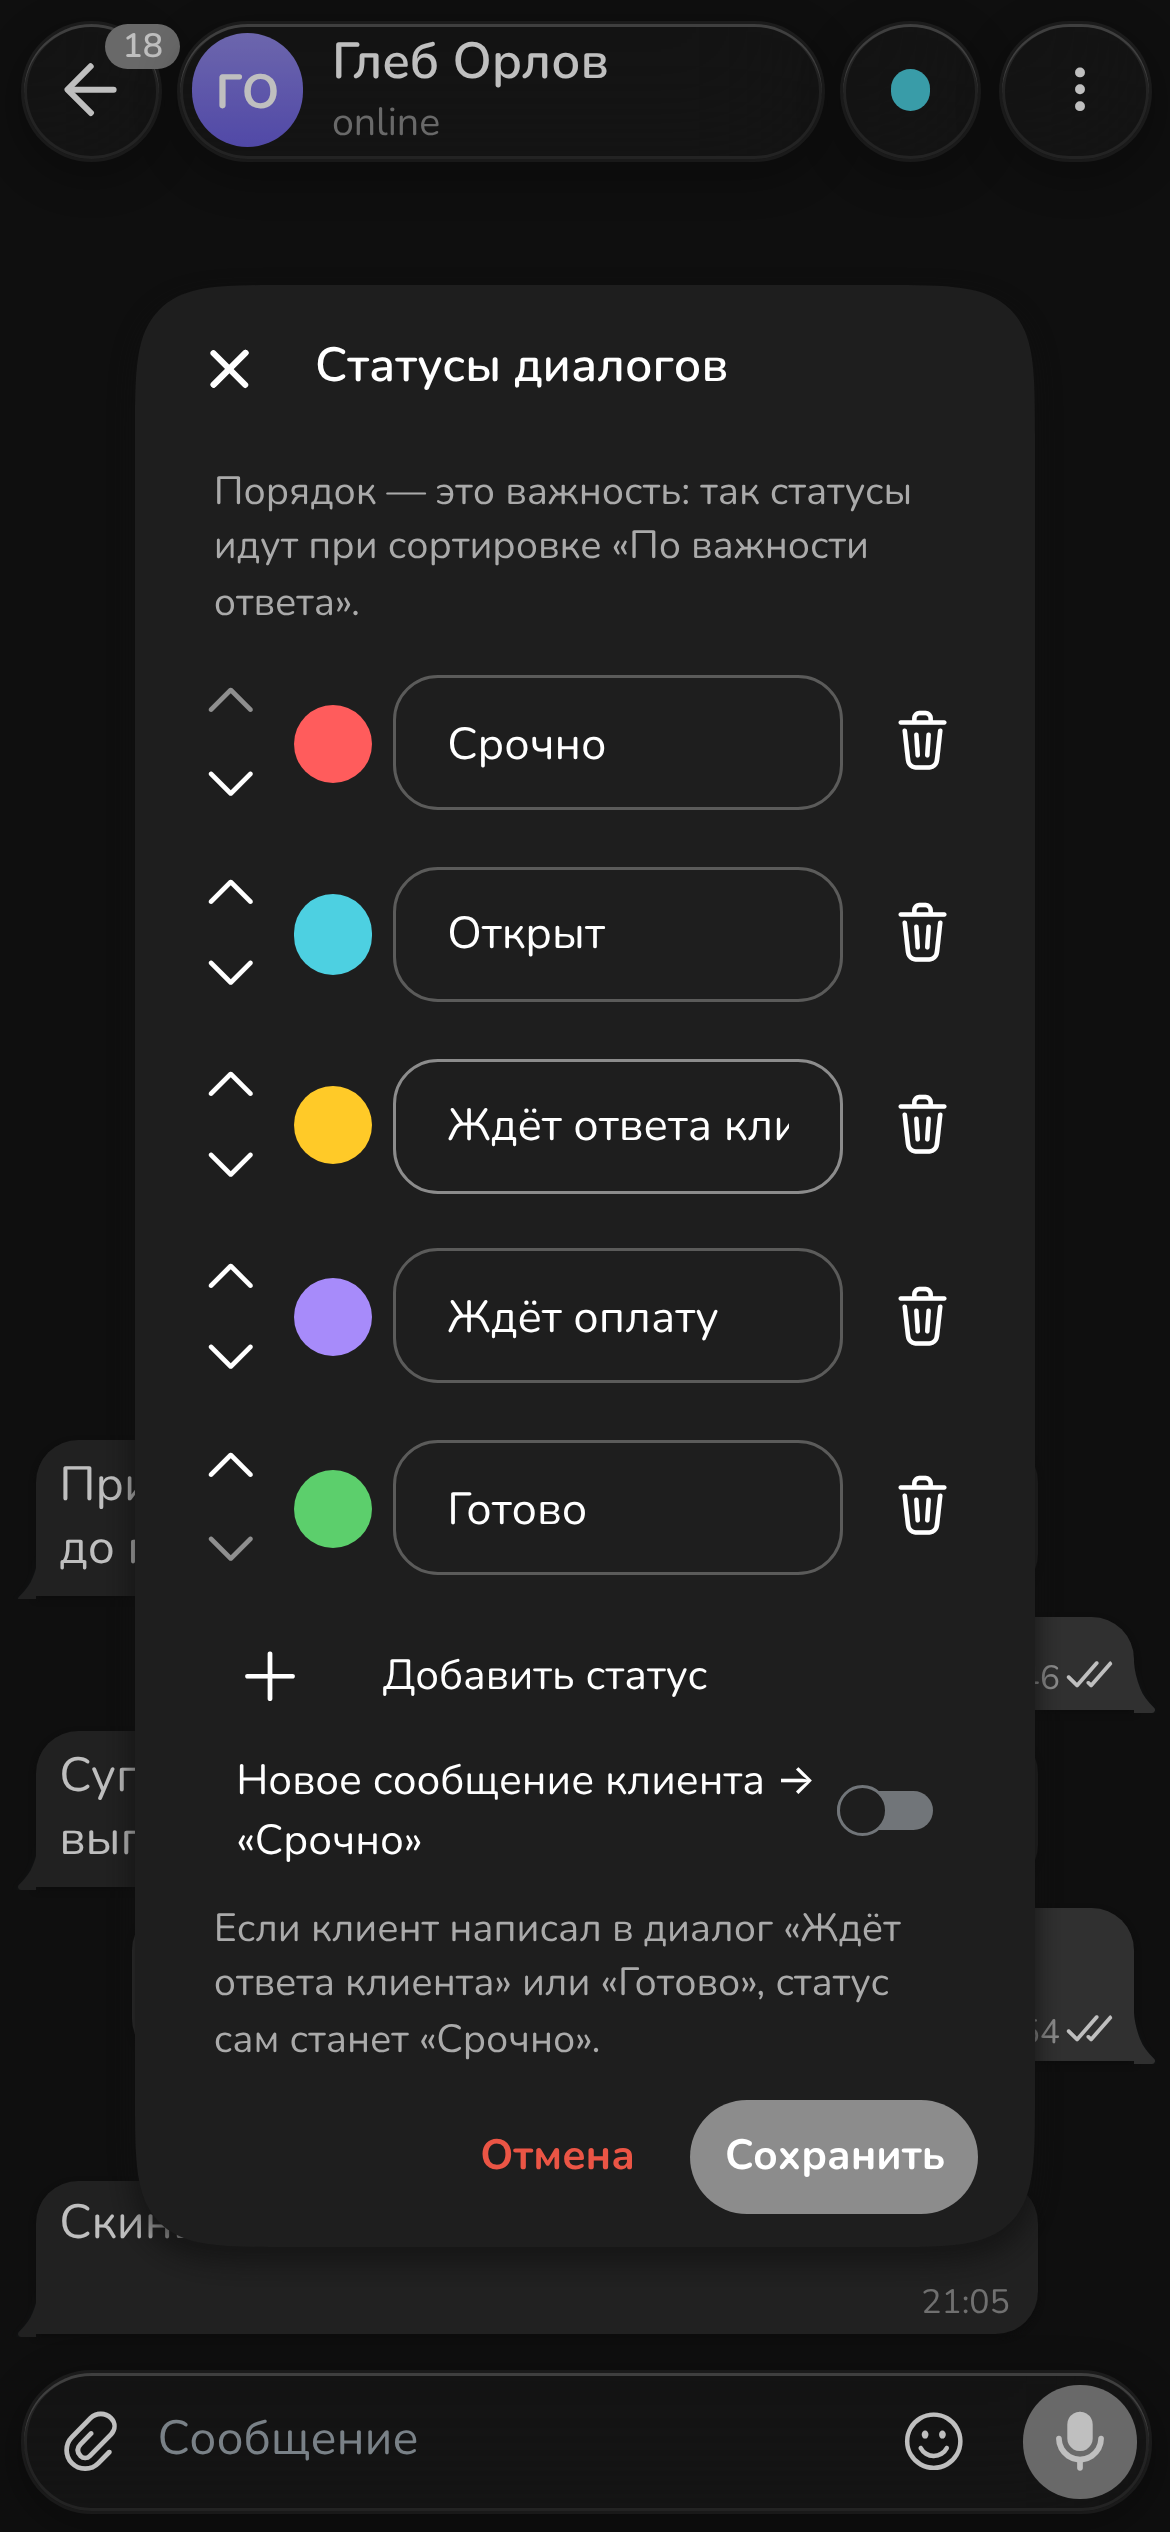 18
ГО
Глеб Орлов
online
Статусы диалогов
Порядок — это важность: так статусы
идут при сортировке «По важности
ответа».
Срочно
Открыт
Ждёт ответа
Ждёт оплату
Готово
Добавить статус
Новое сообщение клиента →
«Срочно»
Если клиент написал в диалог «Ждёт
ответа клиента» или «Готово», статус
сам станет «Срочно».
Отмена
Сохранить
до
21:05
Сообщение